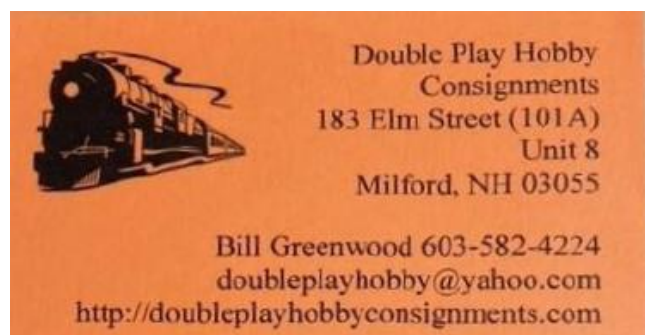 Double Play Hobby
Consignments
183 Elm Street (101A)
Unit 8
Milford, NH 03055
Bill Greenwood 603-582-4224
doubleplayhobby@yahoo.com
http://doubleplayhobbyconsignments.com